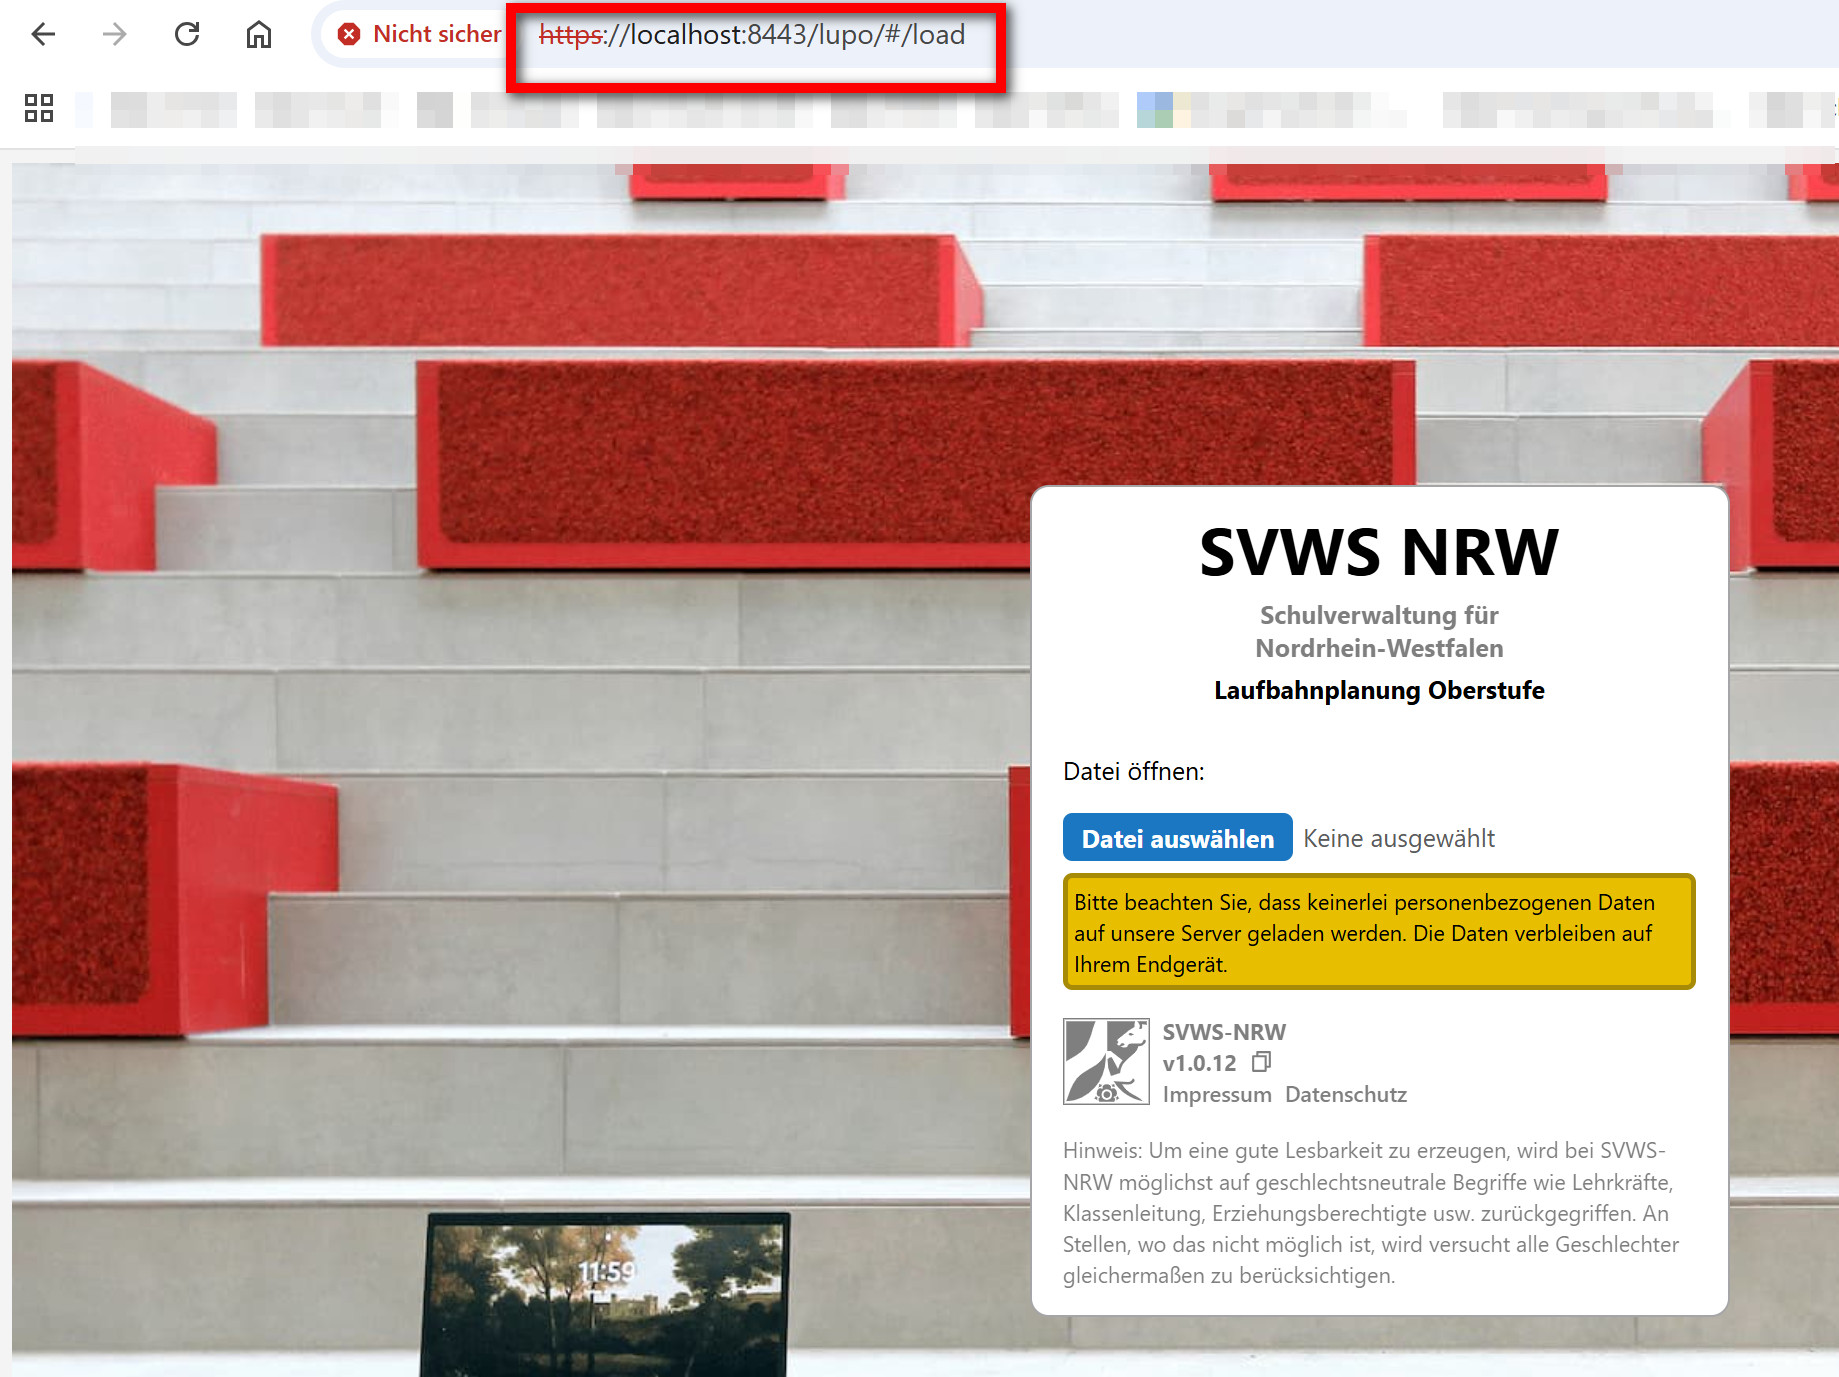 Nicht sicher
https://localhost:8443/lupo/#/load
SVWS NRW
Schulverwaltung für
Nordrhein-Westfalen
Laufbahnplanung Oberstufe
Datei öffnen:
Datei auswählen Keine ausgewählt
Bitte beachten Sie, dass keinerlei personenbezogenen Daten
auf unsere Server geladen werden. Die Daten verbleiben auf
Ihrem Endgerät.
SVWS-NRW
v1.0.12
Impressum Datenschutz
Hinweis: Um eine gute Lesbarkeit zu erzeugen, wird bei SVWS-
NRW möglichst auf geschlechtsneutrale Begriffe wie Lehrkräfte,
Klassenleitung, Erziehungsberechtigte usw. zurückgegriffen. An
Stellen, wo das nicht möglich ist, wird versucht alle Geschlechter
gleichermaßen zu berücksichtigen.
11:59